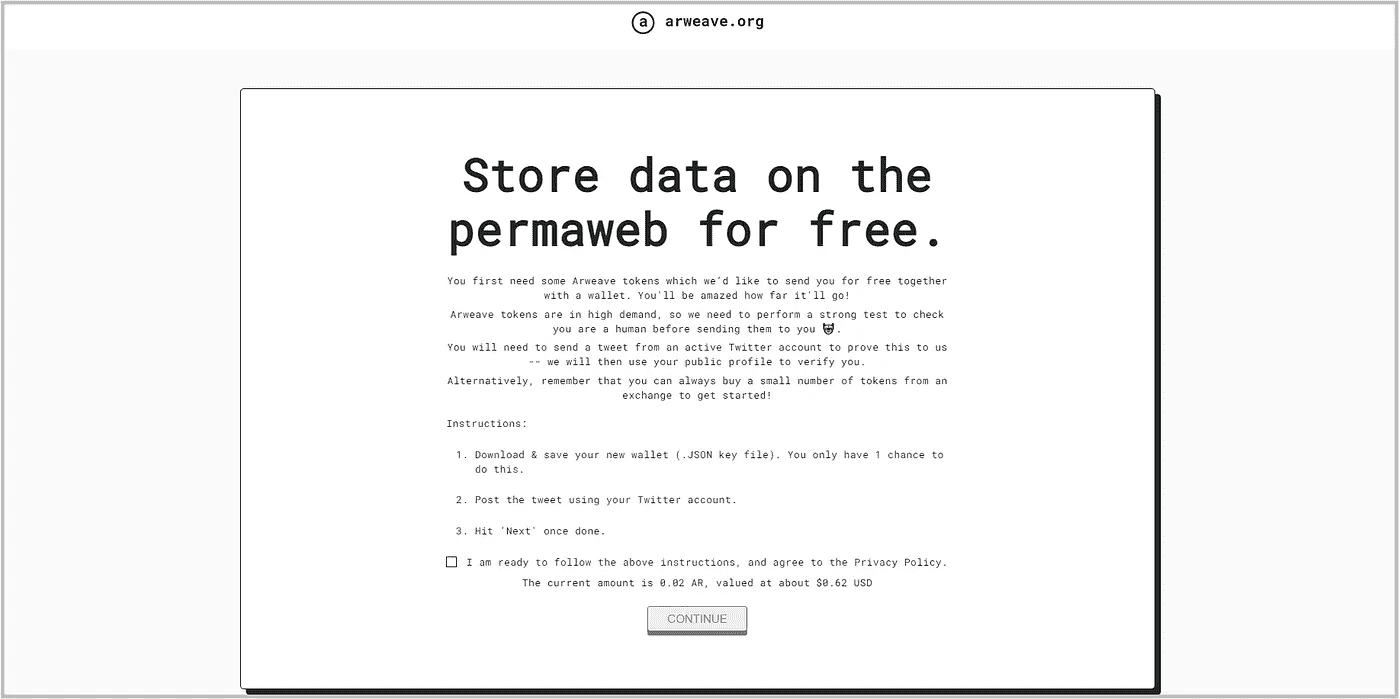 a arweave.org
Store data on the
permaweb for free.
You first need some Arweave tokens which we'd like to send you for free together
with a wallet. You'll be amazed how far it'll go!
Arweave tokens are in high demand, so we need to perform a strong test to check
you are a human before sending them to you 😈.
You will need to send a tweet from an active Twitter account to prove this to us
-- we will then use your public profile to verify you.
Alternatively, remember that you can always buy a small number of tokens from an
exchange to get started!
Instructions:
1. Download & save your new wallet (.JSON key file). You only have 1 chance to
do this.
2. Post the tweet using your Twitter account.
3. Hit `Next` once done.
I am ready to follow the above instructions, and agree to the Privacy Policy.
The current amount is 0.02 AR, valued at about $0.62 USD
CONTINUE